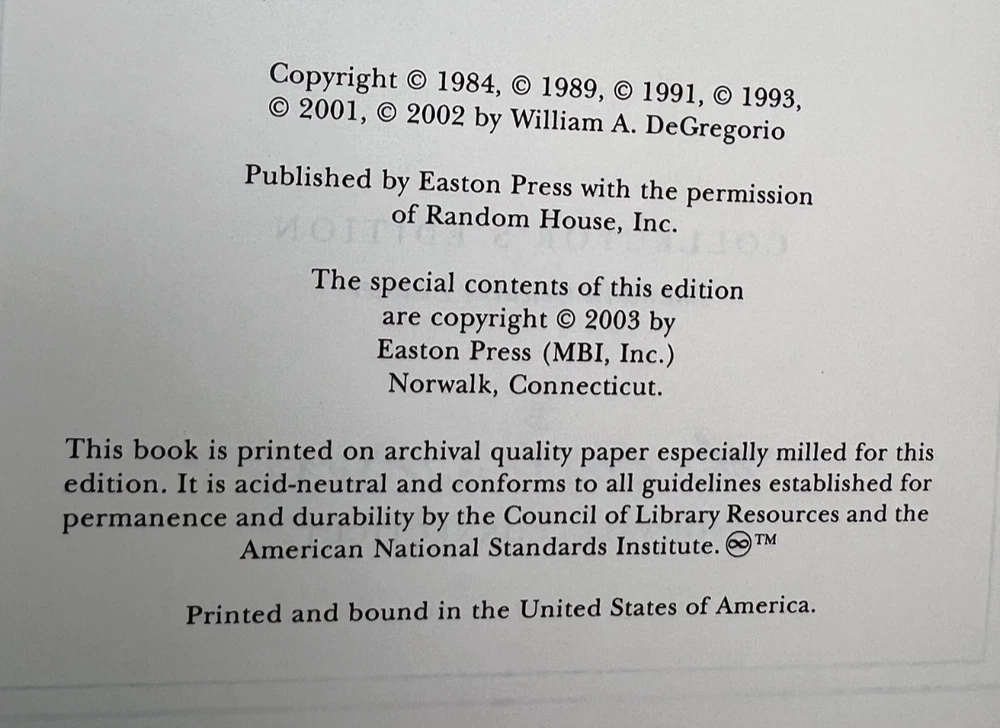 Copyright © 1984, © 1989, © 1991, © 1993,
© 2001, © 2002 by William A. DeGregorio
Published by Easton Press with the permission
of Random House, Inc.
The special contents of this edition
are copyright © 2003 by
Easton Press (MBI, Inc.)
Norwalk, Connecticut.
This book is printed on archival quality paper especially milled for this
edition. It is acid-neutral and conforms to all guidelines established for
permanence and durability by the Council of Library Resources and the
American National Standards Institute. ♾™
Printed and bound in the United States of America.